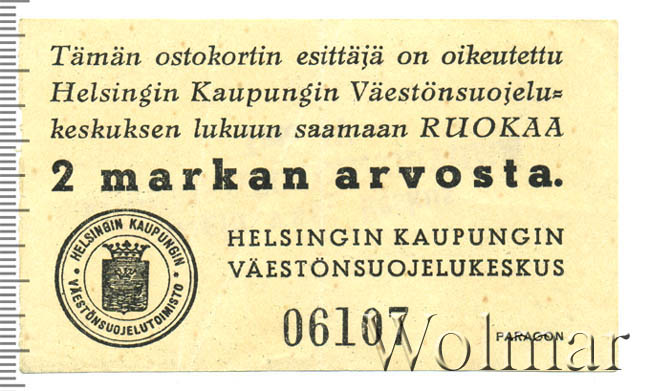 Tämän ostokortin esittäjä on oikeutettu
Helsingin Kaupungin Väestönsuojelu=
keskuksen lukuun saamaan RUOKAA
2 markan arvosta.
HELSINGIN KAUPUNGIN
VÄESTÖNSUOJELUTOIMISTO
HELSINGIN KAUPUNGIN
VÄESTÖNSUOJELUKESKUS
06107
PARAGON
Wolmar